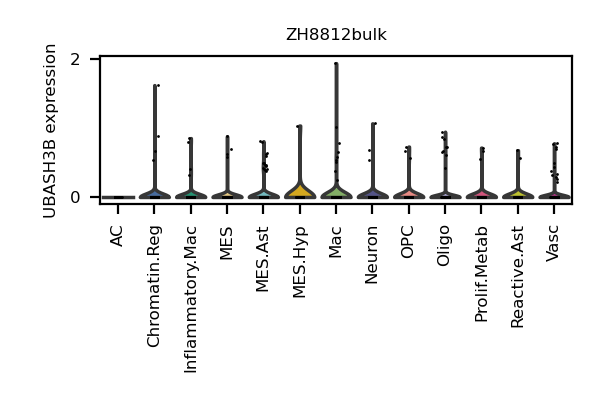 ZH8812bulk
UBASH3B expression
2
0
AC
Chromatin.Reg
Inflammatory.Mac
MES
MES.Ast
MES.Hyp
Mac
Neuron
OPC
Oligo
Prolif.Metab
Reactive.Ast
Vasc